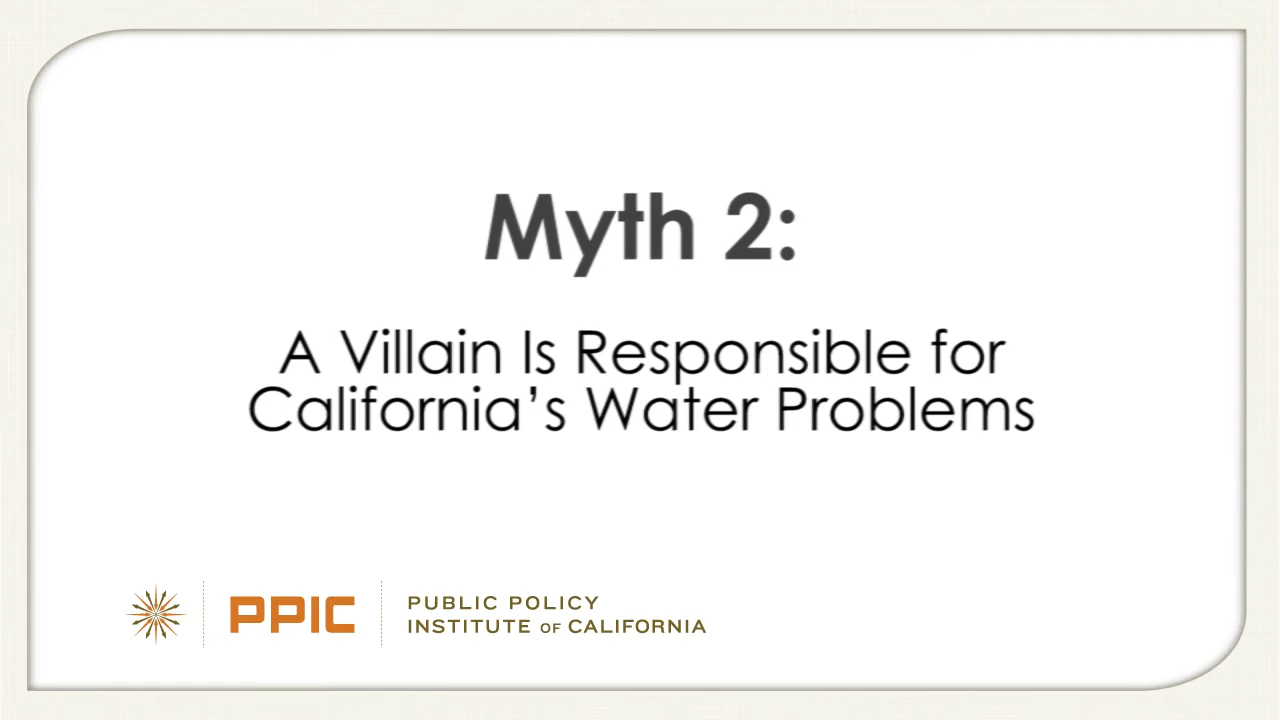 Myth 2:
A Villain Is Responsible for
California’s Water Problems
PPIC
PUBLIC POLICY
INSTITUTE OF CALIFORNIA